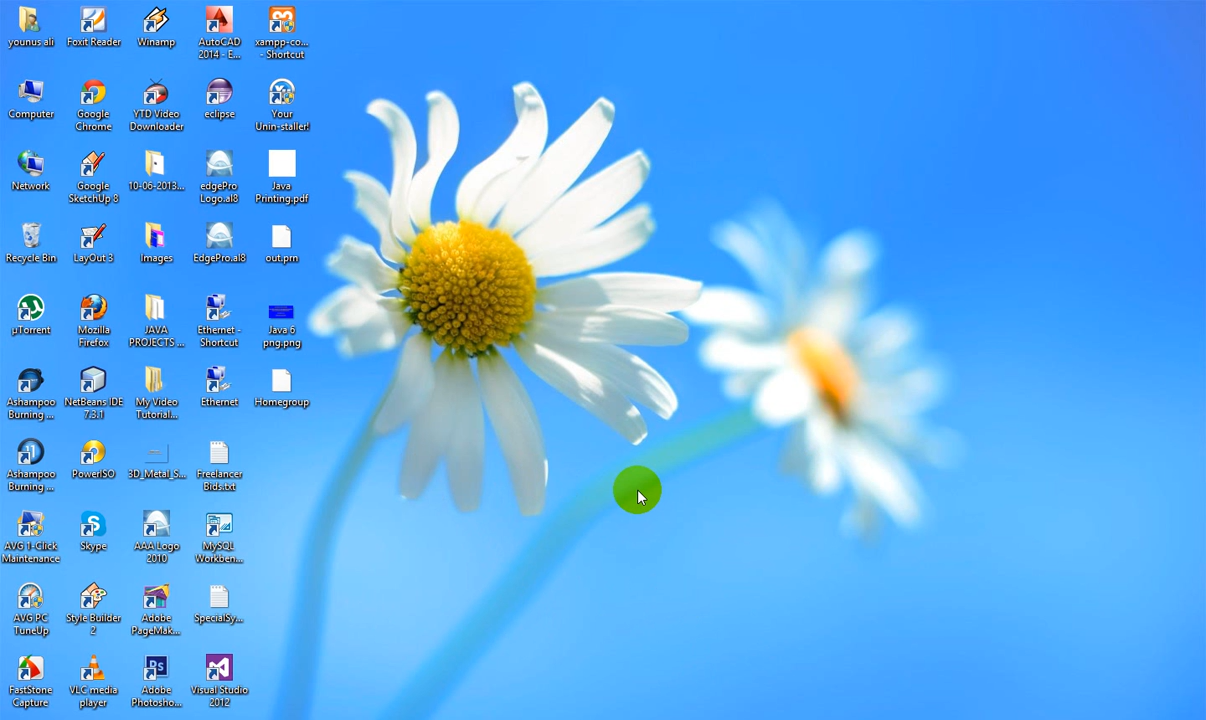 younus ali
Foxit Reader
Winamp
AutoCAD
2014 - E...
xampp-co...
- Shortcut
Computer
Google
Chrome
YTD Video
Downloader
eclipse
Your
Unin-staller!
Network
Google
SketchUp 8
10-06-2013...
edgePro
Logo.al8
Java
Printing.pdf
Recycle Bin
LayOut 3
Images
EdgePro.al8
out.prn
µTorrent
Mozilla
Firefox
JAVA
PROJECTS ...
Ethernet -
Shortcut
Java 6
png.png
Ashampoo
Burning ...
NetBeans IDE
7.3.1
My Video
Tutorial...
Ethernet
Homegroup
Ashampoo
Burning ...
PowerISO
3D_Metal_S...
Freelancer
Bids.txt
AVG 1-Click
Maintenance
Skype
AAA Logo
2010
MySQL
Workben...
AVG PC
TuneUp
Style Builder
2
Adobe
PageMak...
SpecialSy...
FastStone
Capture
VLC media
player
Adobe
Photosho...
Visual Studio
2012